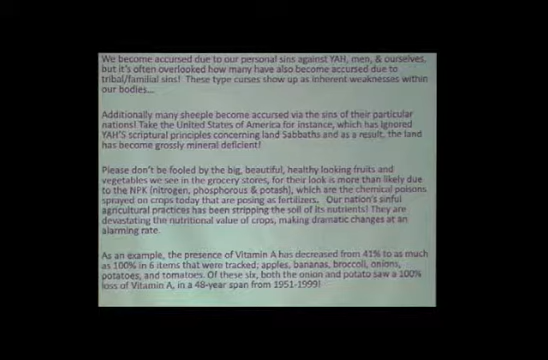 We become accursed due to our personal sins against YAH, men, & ourselves,
but it's often overlooked how many have also become accursed due to
tribal/familial sins!  These type curses show up as inherent weaknesses within
our bodies...
Additionally many sheeple become accursed via the sins of their particular
nations! Take the United States of America for instance, which has ignored
YAH'S scriptural principles concerning land Sabbaths and as a result, the land
has become grossly mineral deficient!
Please don't be fooled by the big, beautiful, healthy looking fruits and
vegetables we see in the grocery stores, for their look is more than likely due
to the NPK (nitrogen, phosphorous & potash), which are the chemical poisons
sprayed on crops today that are posing as fertilizers.  Our nation's sinful
agricultural practices has been stripping the soil of its nutrients! They are
devastating the nutritional value of crops, making dramatic changes at an
alarming rate.
As an example, the presence of Vitamin A has decreased from 41% to as much
as 100% in 6 items that were tracked; apples, bananas, broccoli, onions,
potatoes, and tomatoes. Of these six, both the onion and potato saw a 100%
loss of Vitamin A, in a 48-year span from 1951-1999!